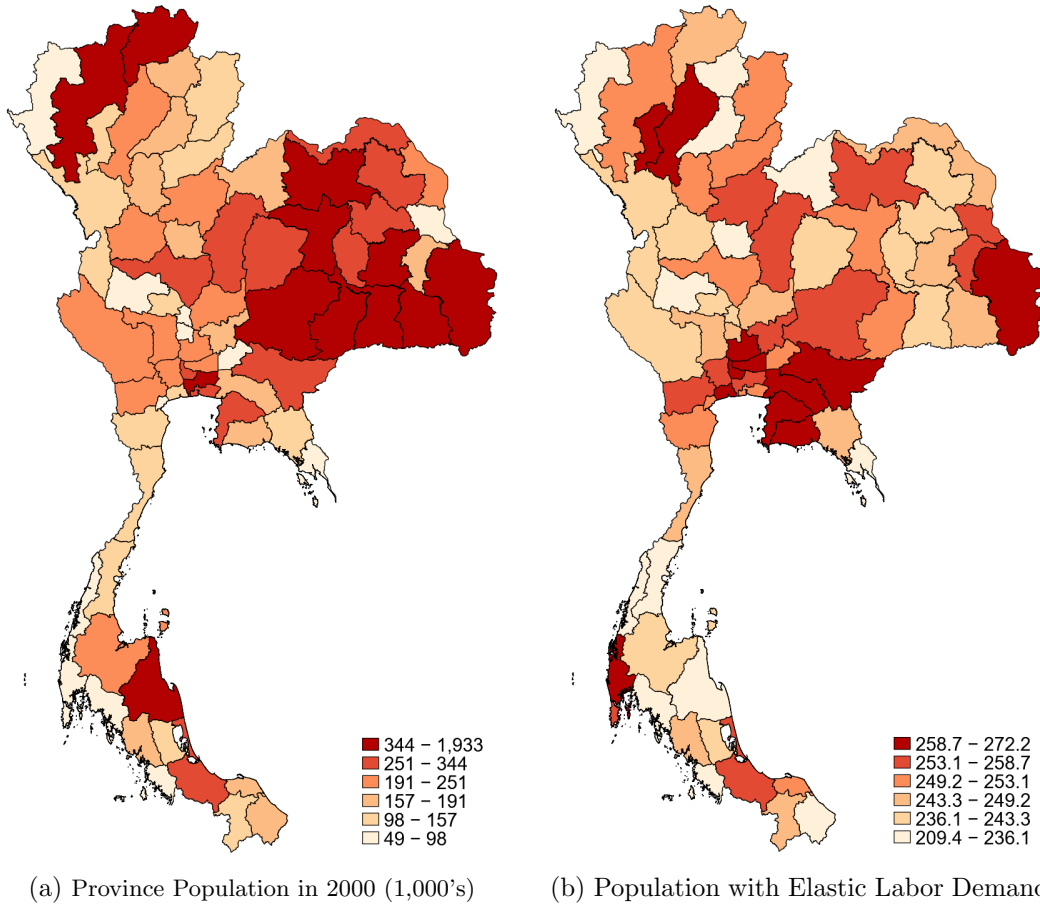 344 – 1,933
251 – 344
191 – 251
157 – 191
98 – 157
49 – 98
258.7 – 272.2
253.1 – 258.7
249.2 – 253.1
243.3 – 249.2
236.1 – 243.3
209.4 – 236.1
(a) Province Population in 2000 (1,000's)
(b) Population with Elastic Labor Demand